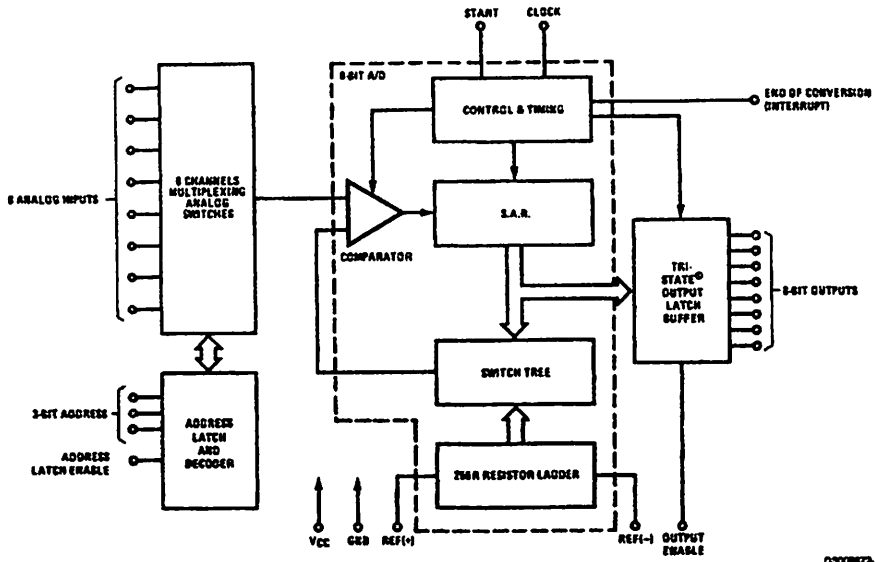 START CLOCK
8-BIT A/D
CONTROL & TIMING
END OF CONVERSION
(INTERRUPT)
8 ANALOG INPUTS
8 CHANNELS
MULTIPLEXING
ANALOG
SWITCHES
S.A.R.
COMPARATOR
TRI-
STATE®
OUTPUT
LATCH
BUFFER
8-BIT OUTPUTS
SWITCH TREE
3-BIT ADDRESS
ADDRESS
LATCH
AND
DECODER
ADDRESS
LATCH ENABLE
256R RESISTOR LADDER
VCC GND REF(+) REF(−) OUTPUT
ENABLE